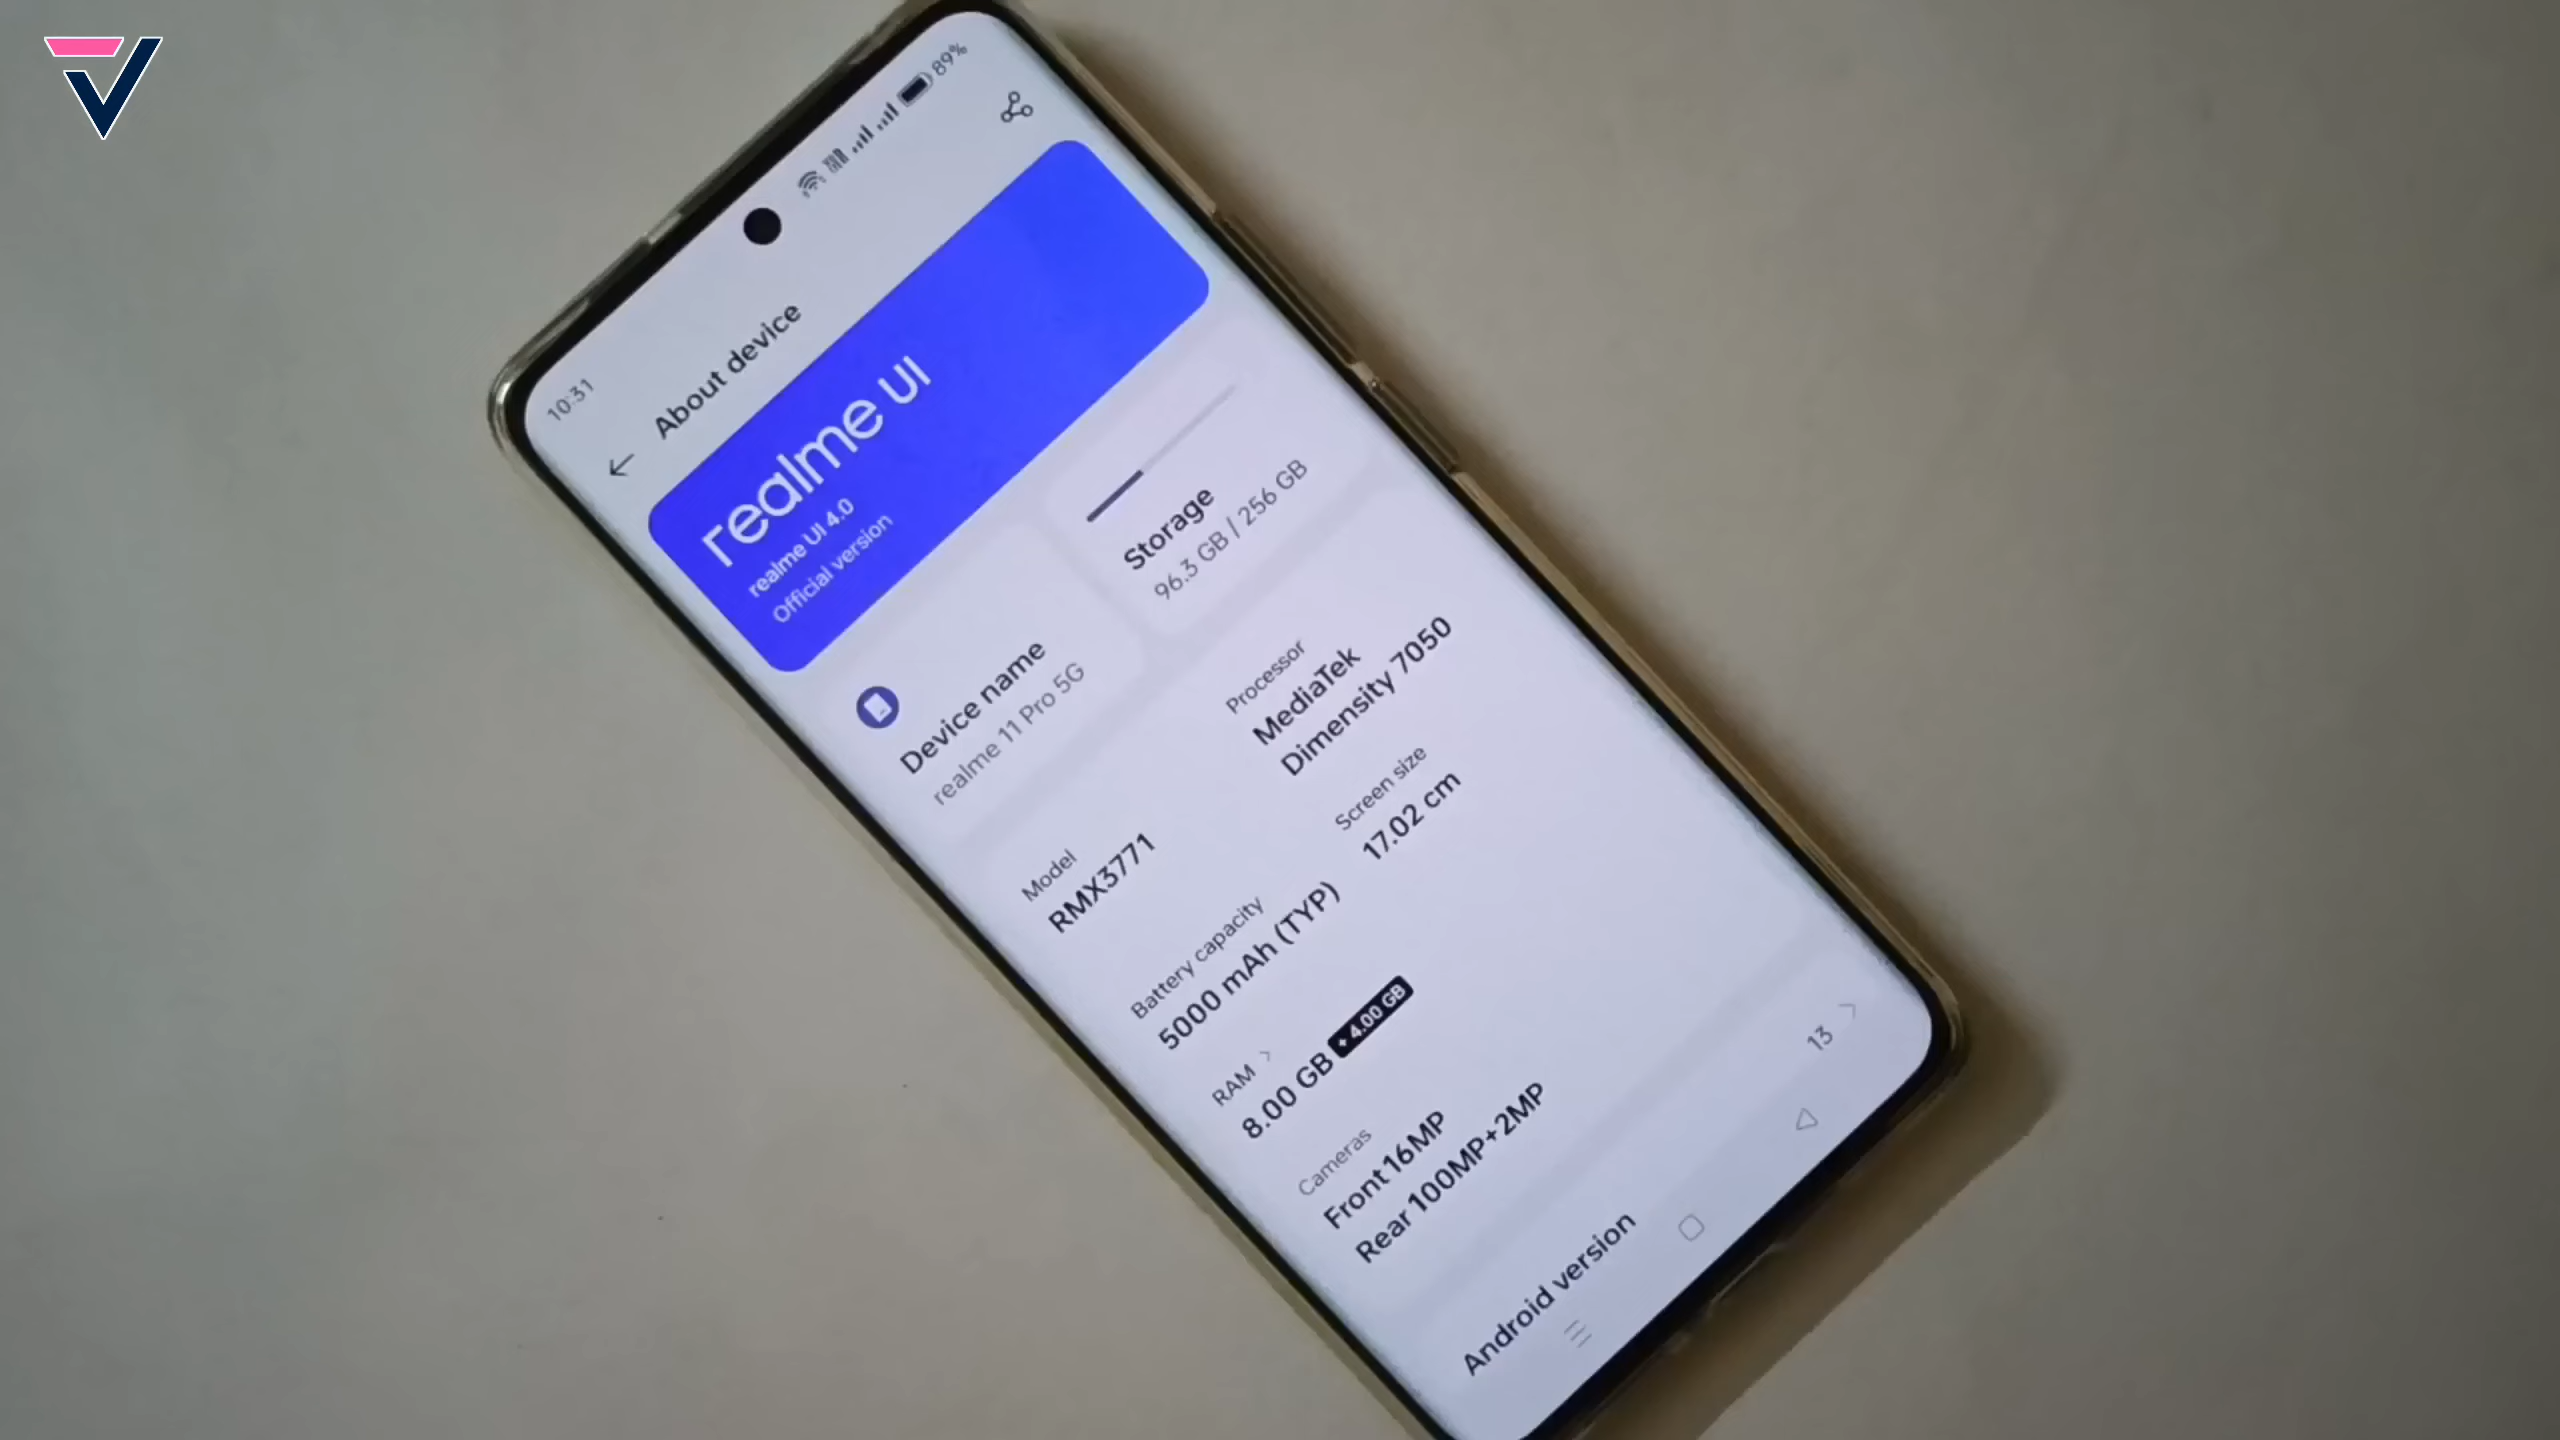 10:31
89%
About device
realme UI
realme UI 4.0
Official version
Device name
realme 11 Pro 5G
Storage
96.3 GB / 256 GB
Model
RMX3771
Processor
MediaTek
Dimensity 7050
Battery capacity
5000 mAh (TYP)
Screen size
17.02 cm
RAM >
8.00 GB + 4.00 GB
Cameras
Front 16MP
Rear 100MP+2MP
Android version
13 >